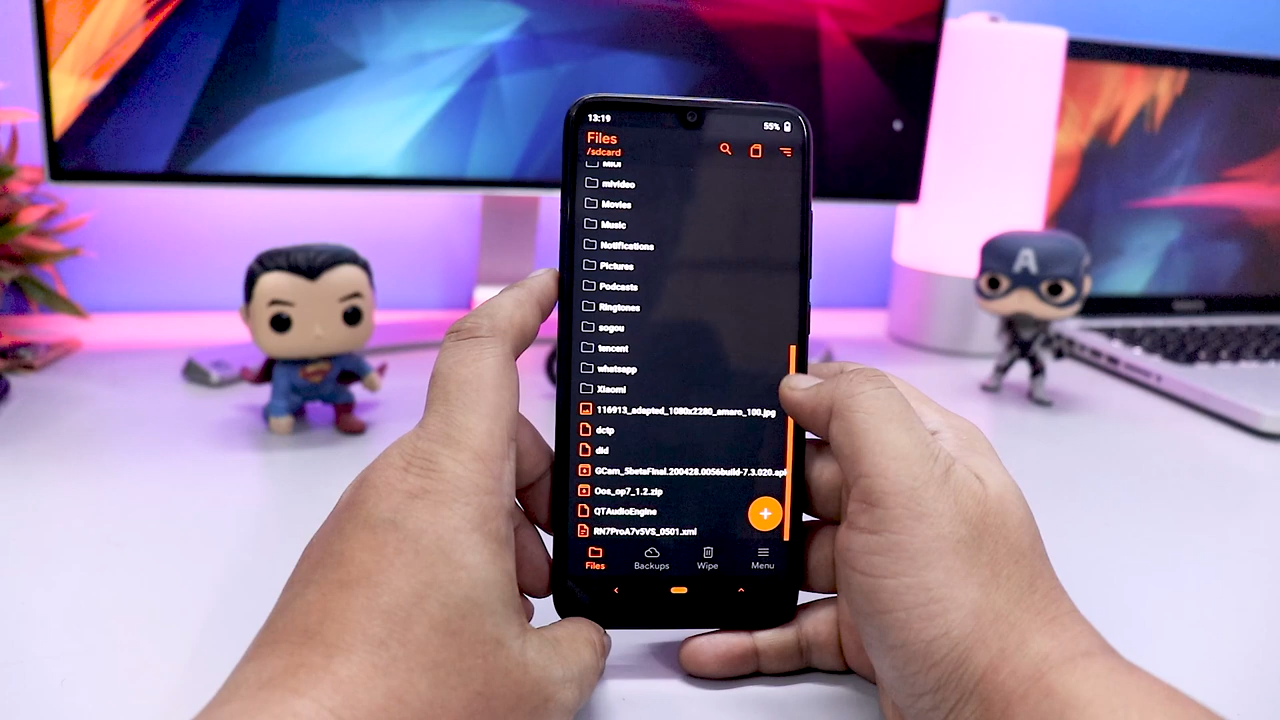 13:19
55%
Files
/sdcard
MIUI
mivideo
Movies
Music
Notifications
Pictures
Podcasts
Ringtones
sogou
tencent
whatsapp
Xiaomi
116913_adapted_1080x2280_amaro_100.jpg
dctp
did
GCam_5betaFinal.200428.0056build-7.3.020.apk
Oos_op7_1.2.zip
QTAudioEngine
RN7ProA7v5VS_0501.xml
Files
Backups
Wipe
Menu
A